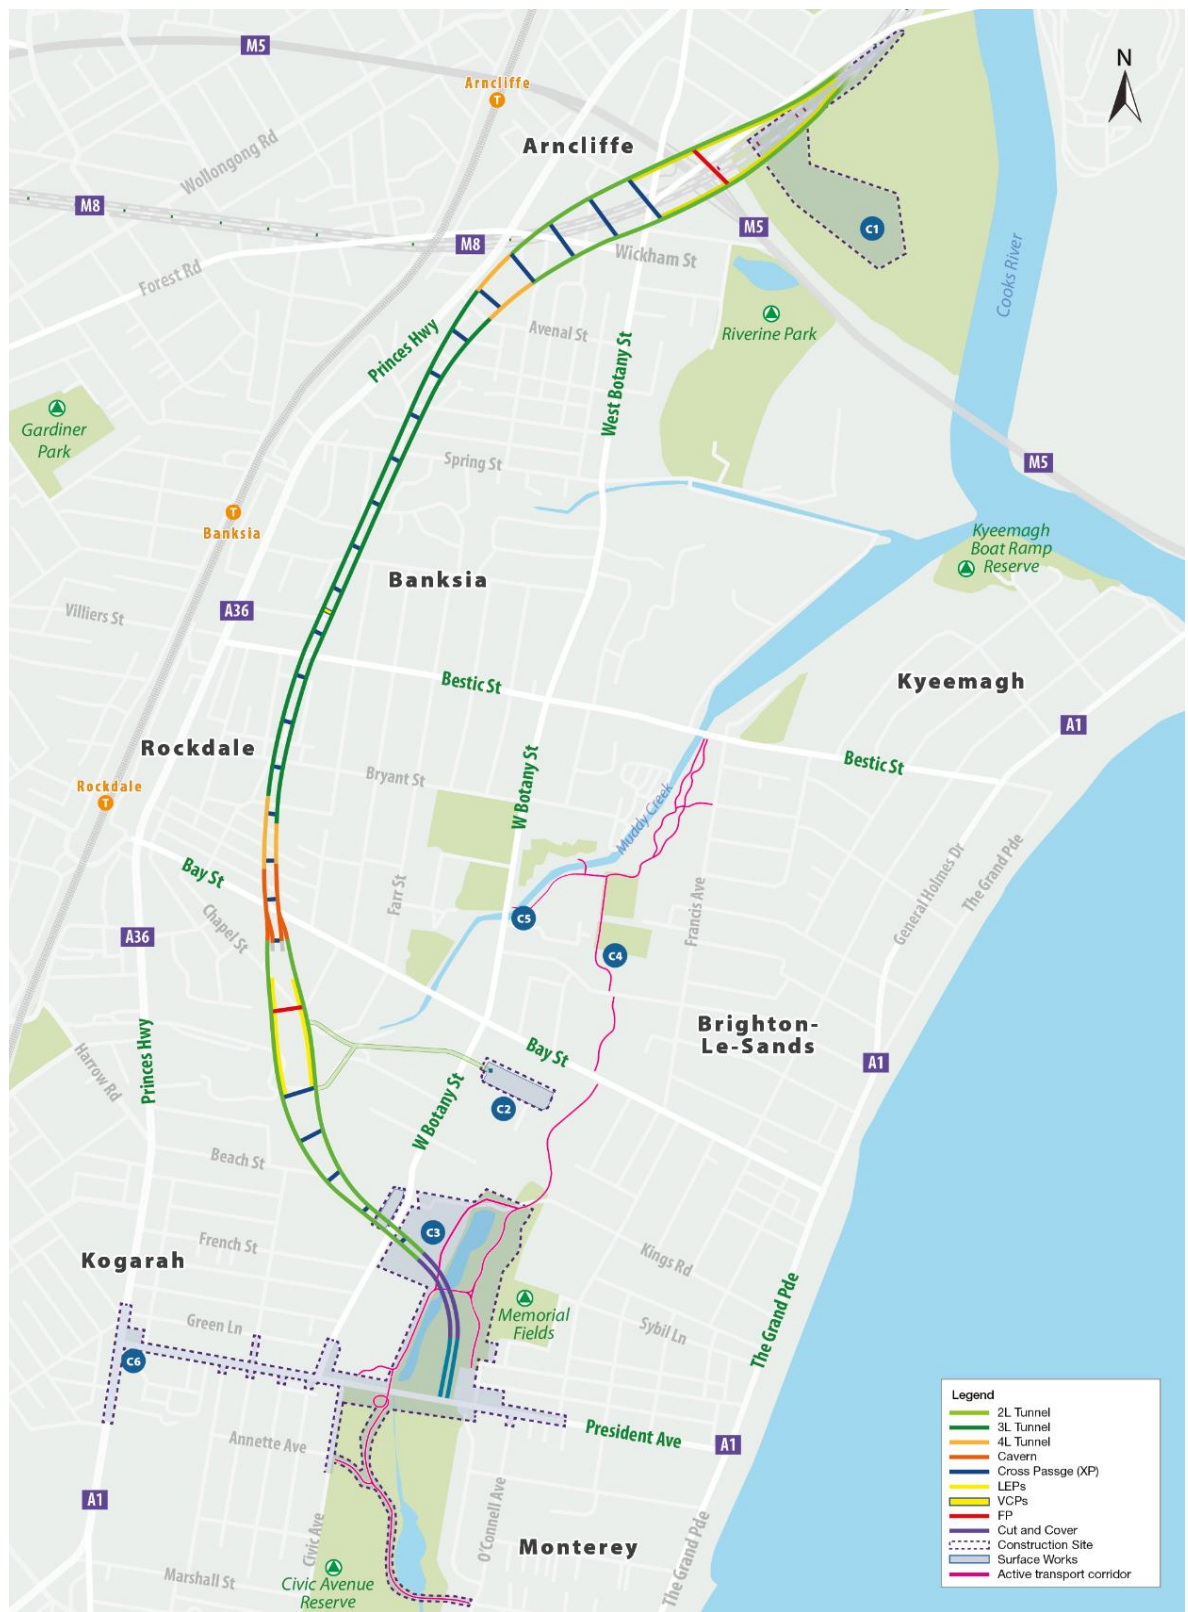 M5
N
Arncliffe
T
Arncliffe
Wollongong Rd
M8
M8
M5
C1
Forest Rd
Wickham St
Cooks River
Princes Hwy
Avenal St
Riverine Park
West Botany St
Gardiner
Park
Spring St
M5
T
Banksia
Kyeemagh
Boat Ramp
Reserve
Banksia
Villiers St
A36
Bestic St
Kyeemagh
A1
Rockdale
Bestic St
Rockdale
T
Bryant St
W Botany St
Muddy Creek
Bay St
Farr St
Francis Ave
General Holmes Dr
The Grand Pde
Chapel St
C5
A36
C4
Brighton-
Le-Sands
Princes Hwy
Harrow Rd
Bay St
A1
C2
W Botany St
Beach St
C3
French St
Kings Rd
Kogarah
Memorial
Fields
Green Ln
Sybil Ln
The Grand Pde
C6
President Ave
Annette Ave
A1
A1
Civic Ave
O'Connell Ave
Monterey
The Grand Pde
Marshall St
Civic Avenue
Reserve
Legend
2L Tunnel
3L Tunnel
4L Tunnel
Cavern
Cross Passge (XP)
LEPs
VCPs
FP
Cut and Cover
Construction Site
Surface Works
Active transport corridor